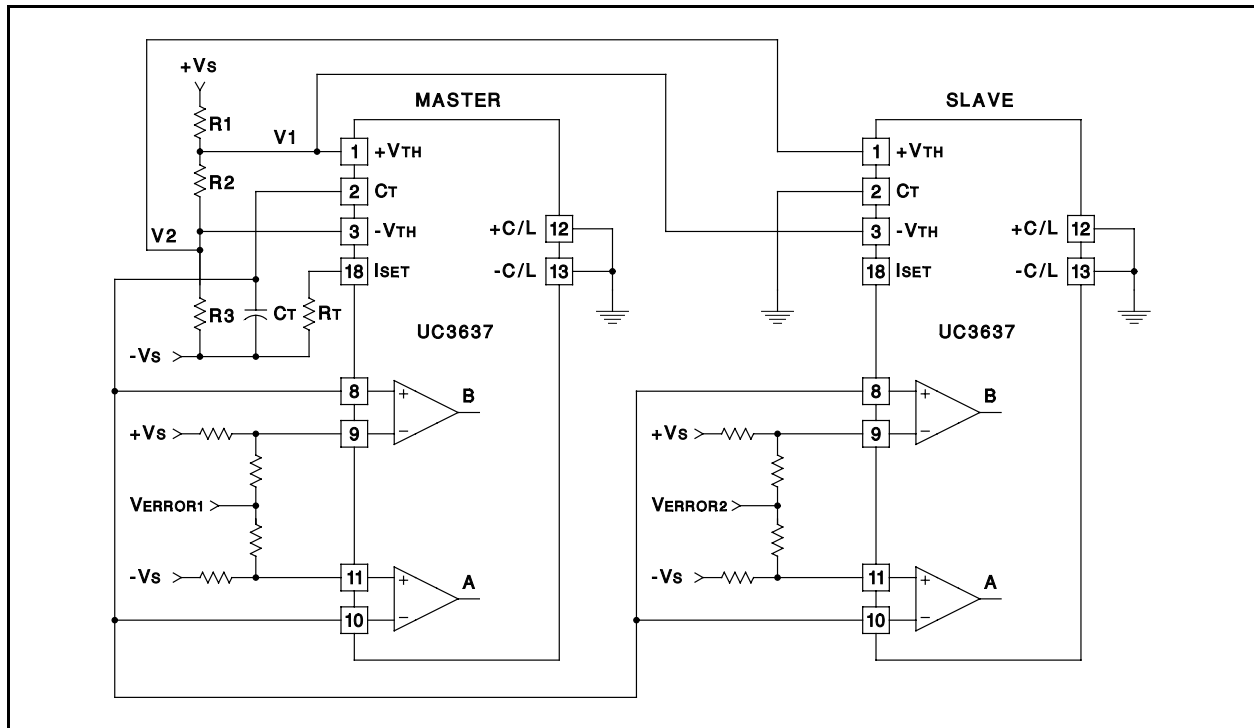 +VS
R1
V1
R2
V2
R3
CT
RT
-VS
MASTER
1 +VTH
2 CT
3 -VTH
18 ISET
+C/L 12
-C/L 13
UC3637
8 + B
9 -
+VS
VERROR1
-VS
11 + A
10 -
SLAVE
1 +VTH
2 CT
3 -VTH
18 ISET
+C/L 12
-C/L 13
UC3637
8 + B
9 -
+VS
VERROR2
-VS
11 + A
10 -